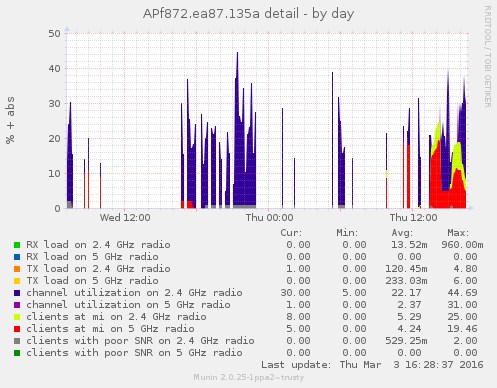 APf872.ea87.135a detail - by day
RRDTOOL / TOBI OETIKER
% + abs
50
40
30
20
10
0
Wed 12:00 Thu 00:00 Thu 12:00
Cur: Min: Avg: Max:
RX load on 2.4 GHz radio 0.00 0.00 13.52m 960.00m
RX load on 5 GHz radio 0.00 0.00 0.00 0.00
TX load on 2.4 GHz radio 1.00 0.00 120.45m 4.80
TX load on 5 GHz radio 0.00 0.00 233.03m 6.00
channel utilization on 2.4 GHz radio 30.00 5.00 22.17 44.69
channel utilization on 5 GHz radio 1.00 0.00 2.37 31.00
clients at mi on 2.4 GHz radio 8.00 0.00 5.29 25.00
clients at mi on 5 GHz radio 5.00 0.00 4.24 19.46
clients with poor SNR on 2.4 GHz radio 0.00 0.00 529.25m 2.00
clients with poor SNR on 5 GHz radio 0.00 0.00 0.00 0.00
Last update: Thu Mar 3 16:28:37 2016
Munin 2.0.25-1ppa2~trusty